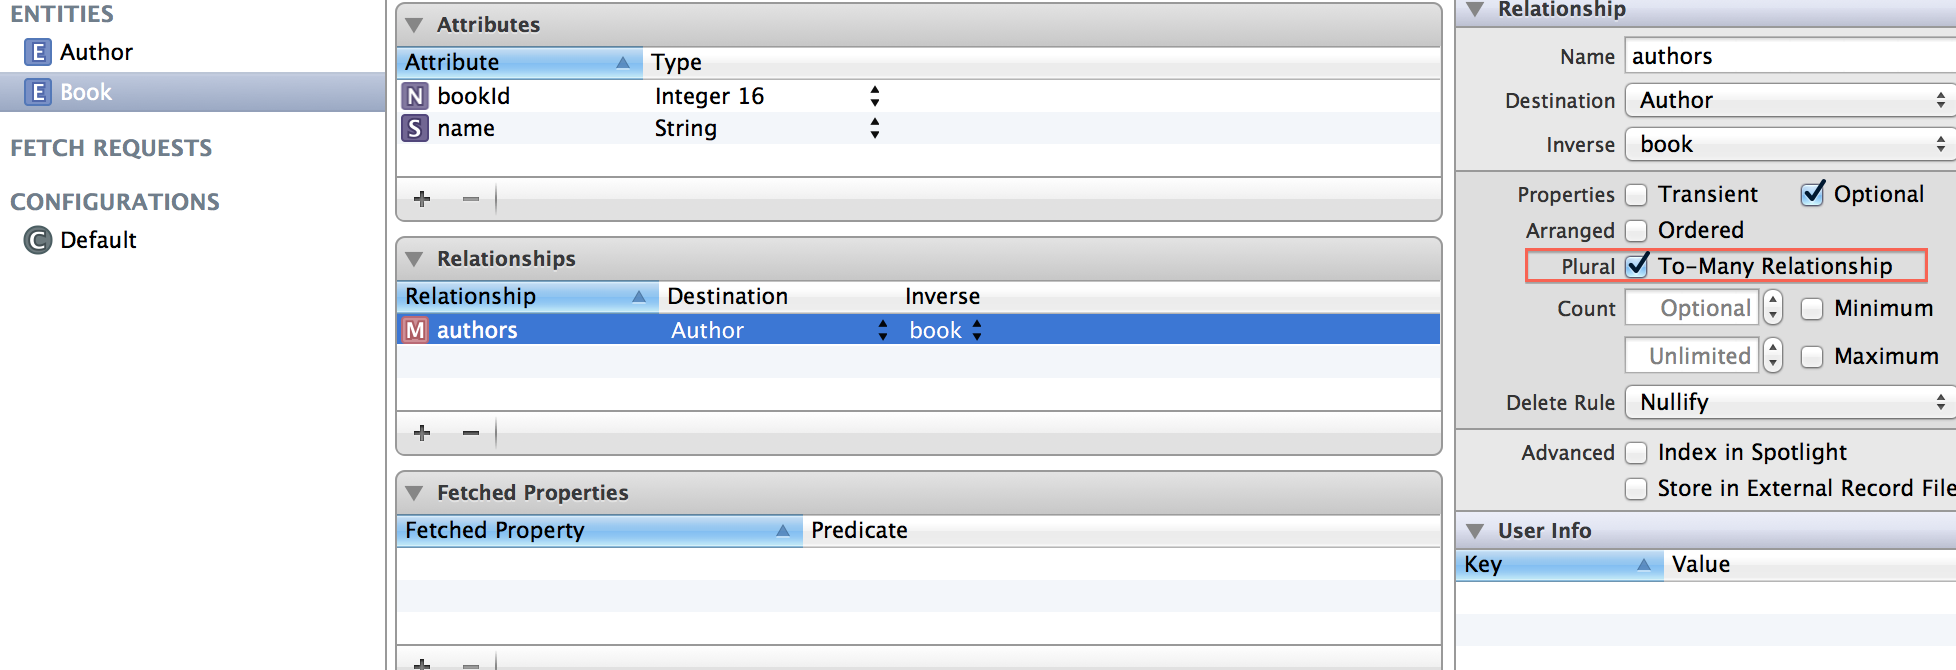 ENTITIES
E Author
E Book
FETCH REQUESTS
CONFIGURATIONS
C Default
Attributes
Attribute Type
N bookId Integer 16
S name String
+ −
Relationships
Relationship Destination Inverse
M authors Author book
+ −
Fetched Properties
Fetched Property Predicate
+ −
Relationship
Name authors
Destination Author
Inverse book
Properties Transient Optional
Arranged Ordered
Plural To-Many Relationship
Count Optional Minimum
Unlimited Maximum
Delete Rule Nullify
Advanced Index in Spotlight
Store in External Record File
User Info
Key Value